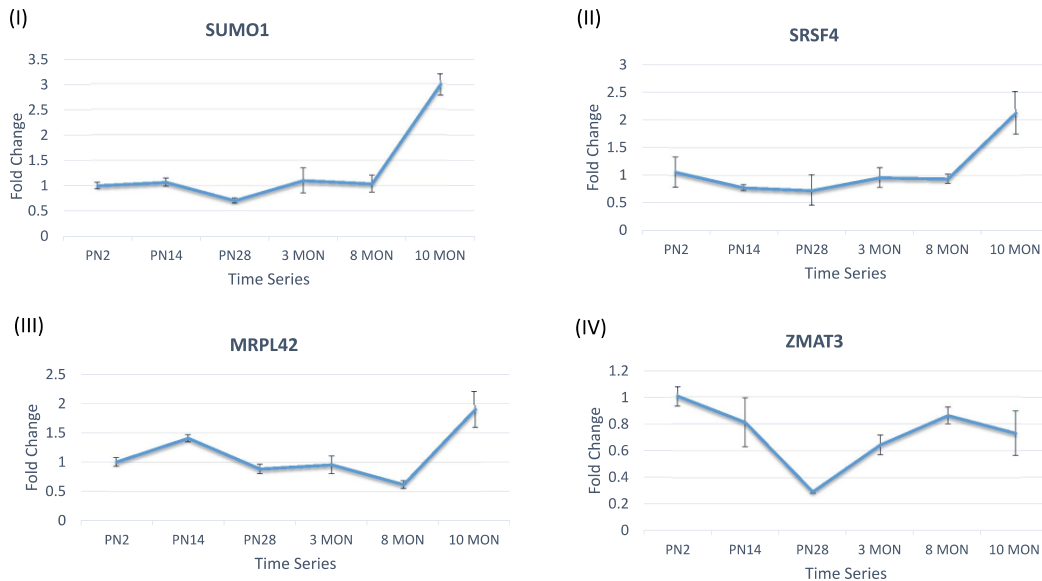 (I)
SUMO1
3.5
3
2.5
2
1.5
1
0.5
0
Fold Change
PN2 PN14 PN28 3 MON 8 MON 10 MON
Time Series
(II)
SRSF4
3
2.5
2
1.5
1
0.5
0
Fold Change
PN2 PN14 PN28 3 MON 8 MON 10 MON
Time Series
(III)
MRPL42
2.5
2
1.5
1
0.5
0
Fold Change
PN2 PN14 PN28 3 MON 8 MON 10 MON
Time Series
(IV)
ZMAT3
1.2
1
0.8
0.6
0.4
0.2
0
Fold Change
PN2 PN14 PN28 3 MON 8 MON 10 MON
Time Series